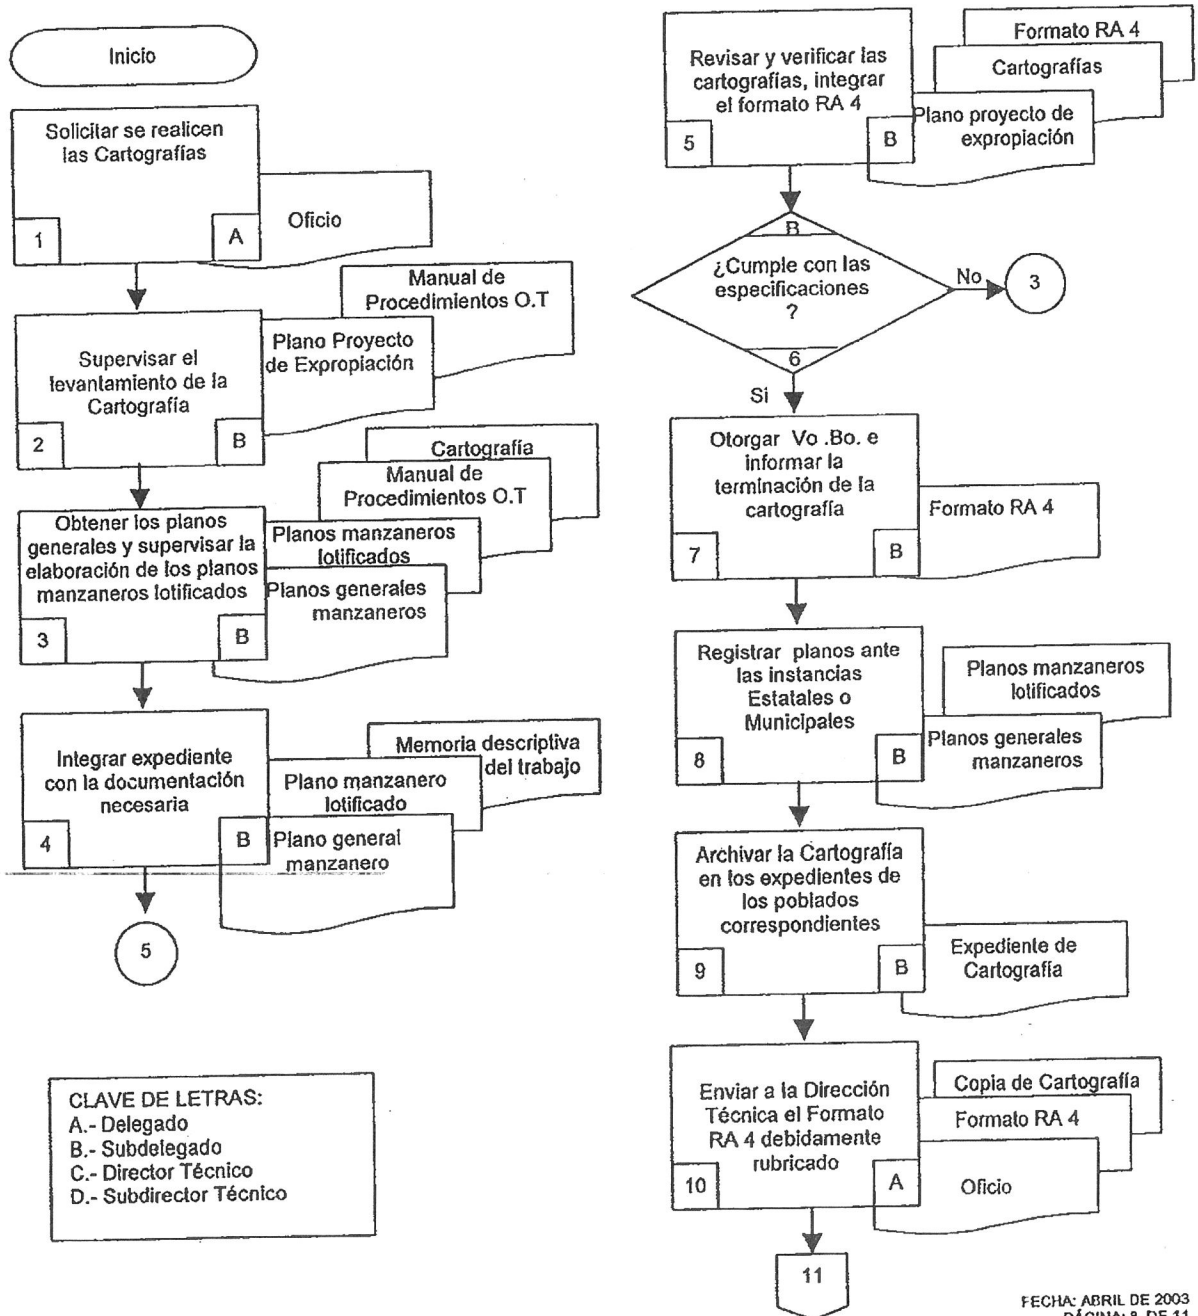 Inicio
Solicitar se realicen
las Cartografías
1
A
Oficio
Supervisar el
levantamiento de la
Cartografía
2
B
Plano Proyecto
de Expropiación
Manual de
Procedimientos O.T
Obtener los planos
generales y supervisar la
elaboración de los planos
manzaneros lotificados
3
B
Planos generales
manzaneros
Planos manzaneros
lotificados
Manual de
Procedimientos O.T
Cartografía
Integrar expediente
con la documentación
necesaria
4
B
Plano general
manzanero
Plano manzanero
lotificado
Memoria descriptiva
del trabajo
5
CLAVE DE LETRAS:
A.- Delegado
B.- Subdelegado
C.- Director Técnico
D.- Subdirector Técnico
Revisar y verificar las
cartografías, integrar
el formato RA 4
5
B
Plano proyecto de
expropiación
Cartografías
Formato RA 4
B
¿Cumple con las
especificaciones
?
6
No
3
Si
Otorgar Vo .Bo. e
informar la
terminación de la
cartografía
7
B
Formato RA 4
Registrar planos ante
las instancias
Estatales o
Municipales
8
B
Planos generales
manzaneros
Planos manzaneros
lotificados
Archivar la Cartografía
en los expedientes de
los poblados
correspondientes
9
B
Expediente de
Cartografía
Enviar a la Dirección
Técnica el Formato
RA 4 debidamente
rubricado
10
A
Oficio
Formato RA 4
Copia de Cartografía
11
FECHA: ABRIL DE 2003
PÁGINA: 8 DE 11